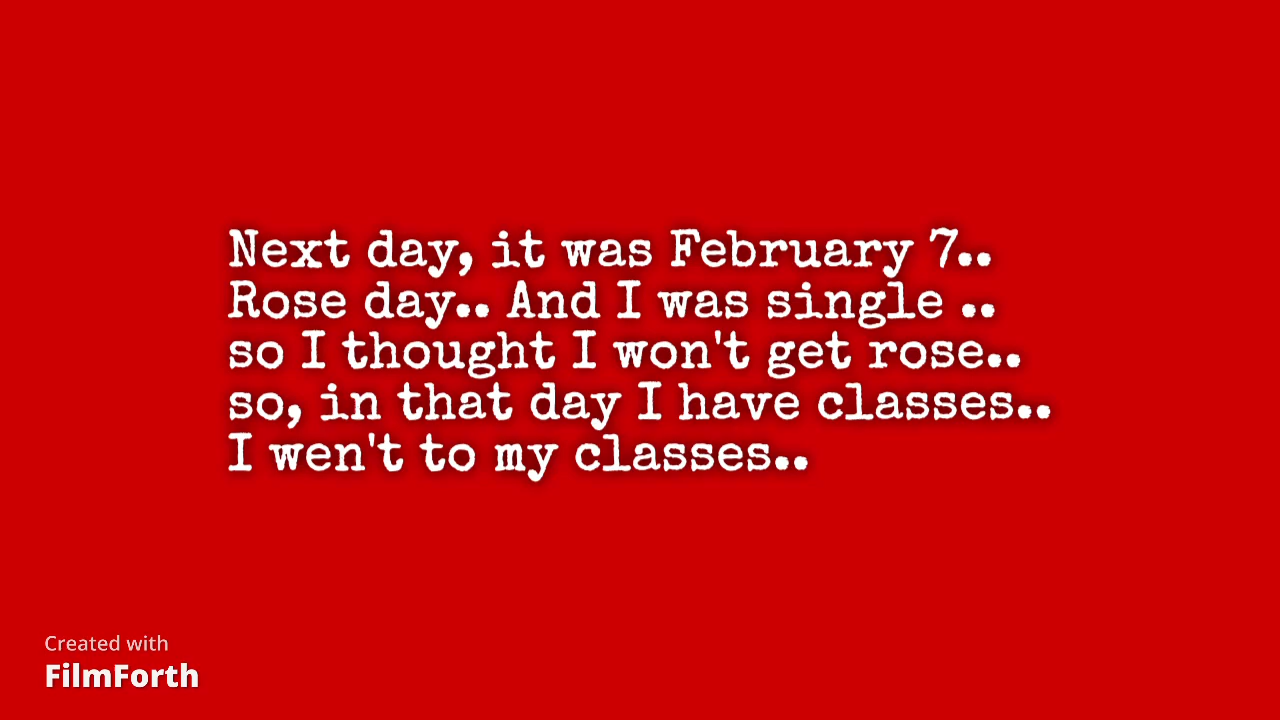 Next day, it was February 7..
Rose day.. And I was single ..
so I thought I won't get rose..
so, in that day I have classes..
I wen't to my classes..
Created with
FilmForth